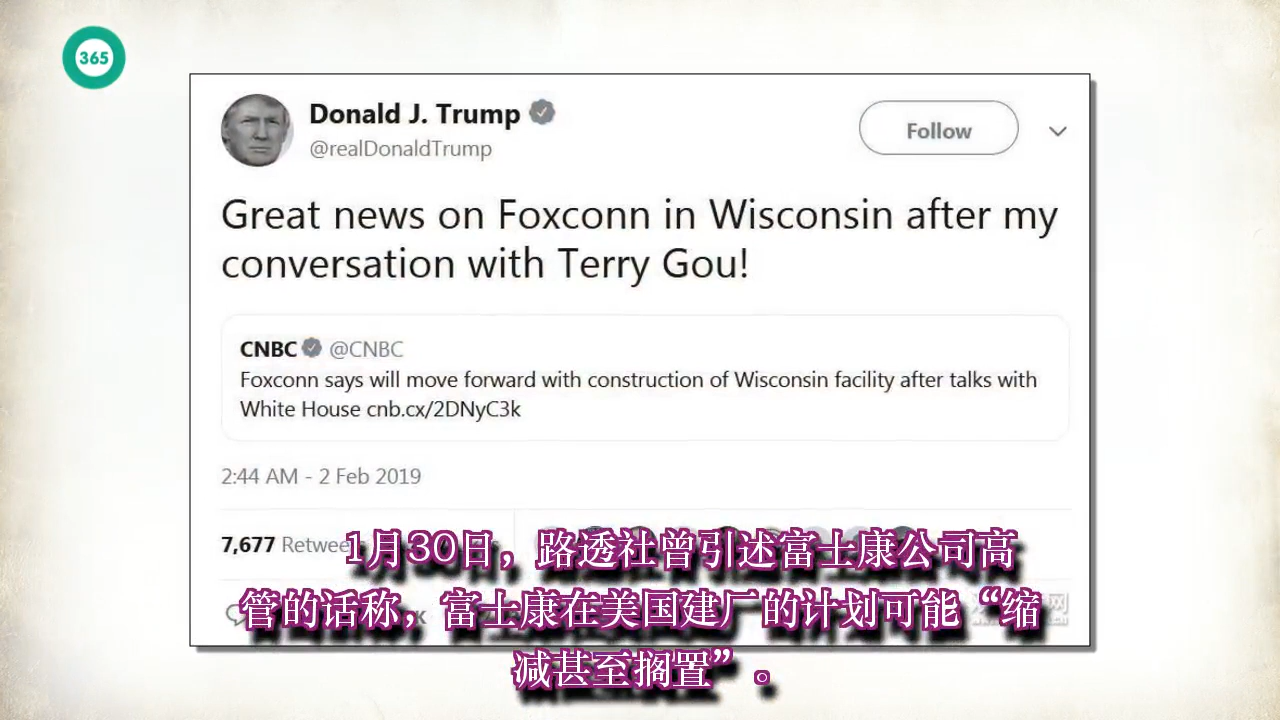 365
Donald J. Trump
@realDonaldTrump
Follow
Great news on Foxconn in Wisconsin after my
conversation with Terry Gou!
CNBC @CNBC
Foxconn says will move forward with construction of Wisconsin facility after talks with
White House cnb.cx/2DNyC3k
2:44 AM - 2 Feb 2019
7,677 Retwee
1月30日，路透社曾引述富士康公司高
管的话称，富士康在美国建厂的计划可能“缩
减甚至搁置”。